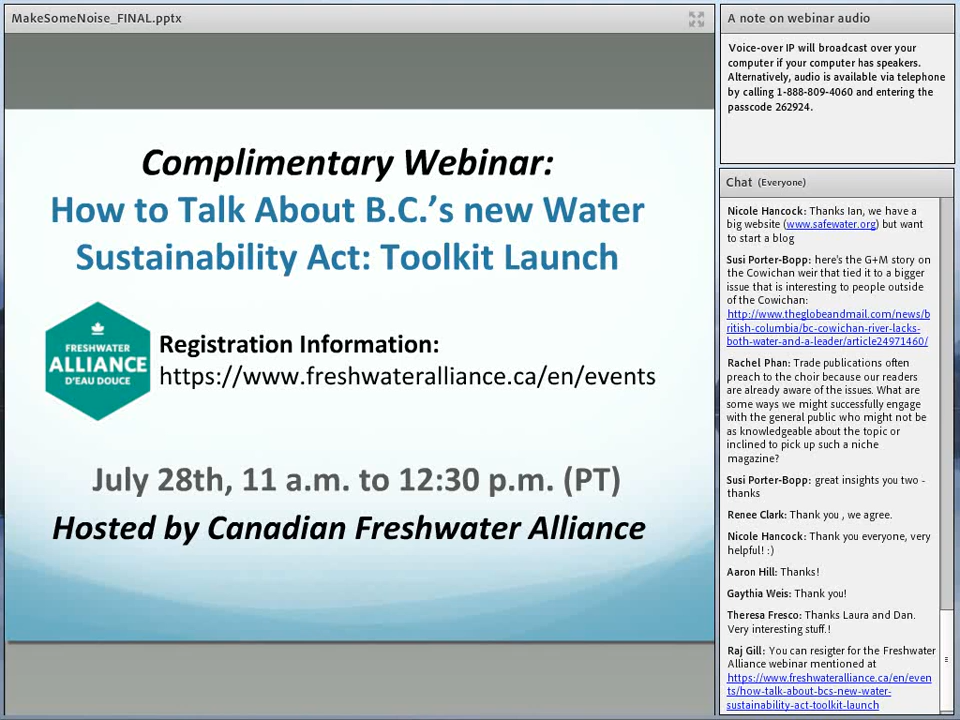 MakeSomeNoise_FINAL.pptx
Complimentary Webinar:
How to Talk About B.C.'s new Water
Sustainability Act: Toolkit Launch
FRESHWATER
ALLIANCE
D'EAU DOUCE
Registration Information:
https://www.freshwateralliance.ca/en/events
July 28th, 11 a.m. to 12:30 p.m. (PT)
Hosted by Canadian Freshwater Alliance
A note on webinar audio
Voice-over IP will broadcast over your
computer if your computer has speakers.
Alternatively, audio is available via telephone
by calling 1-888-809-4060 and entering the
passcode 262924.
Chat (Everyone)
Nicole Hancock: Thanks Ian, we have a
big website (www.safewater.org) but want
to start a blog
Susi Porter-Bopp: here's the G+M story on
the Cowichan weir that tied it to a bigger
issue that is interesting to people outside
of the Cowichan:
http://www.theglobeandmail.com/news/b
ritish-columbia/bc-cowichan-river-lacks-
both-water-and-a-leader/article24971460/
Rachel Phan: Trade publications often
preach to the choir because our readers
are already aware of the issues. What are
some ways we might successfully engage
with the general public who might not be
as knowledgeable about the topic or
inclined to pick up such a niche
magazine?
Susi Porter-Bopp: great insights you two -
thanks
Renee Clark: Thank you , we agree.
Nicole Hancock: Thank you everyone, very
helpful! :)
Aaron Hill: Thanks!
Gaythia Weis: Thank you!
Theresa Fresco: Thanks Laura and Dan.
Very interesting stuff.!
Raj Gill: You can resigter for the Freshwater
Alliance webinar mentioned at
https://www.freshwateralliance.ca/en/even
ts/how-talk-about-bcs-new-water-
sustainability-act-toolkit-launch